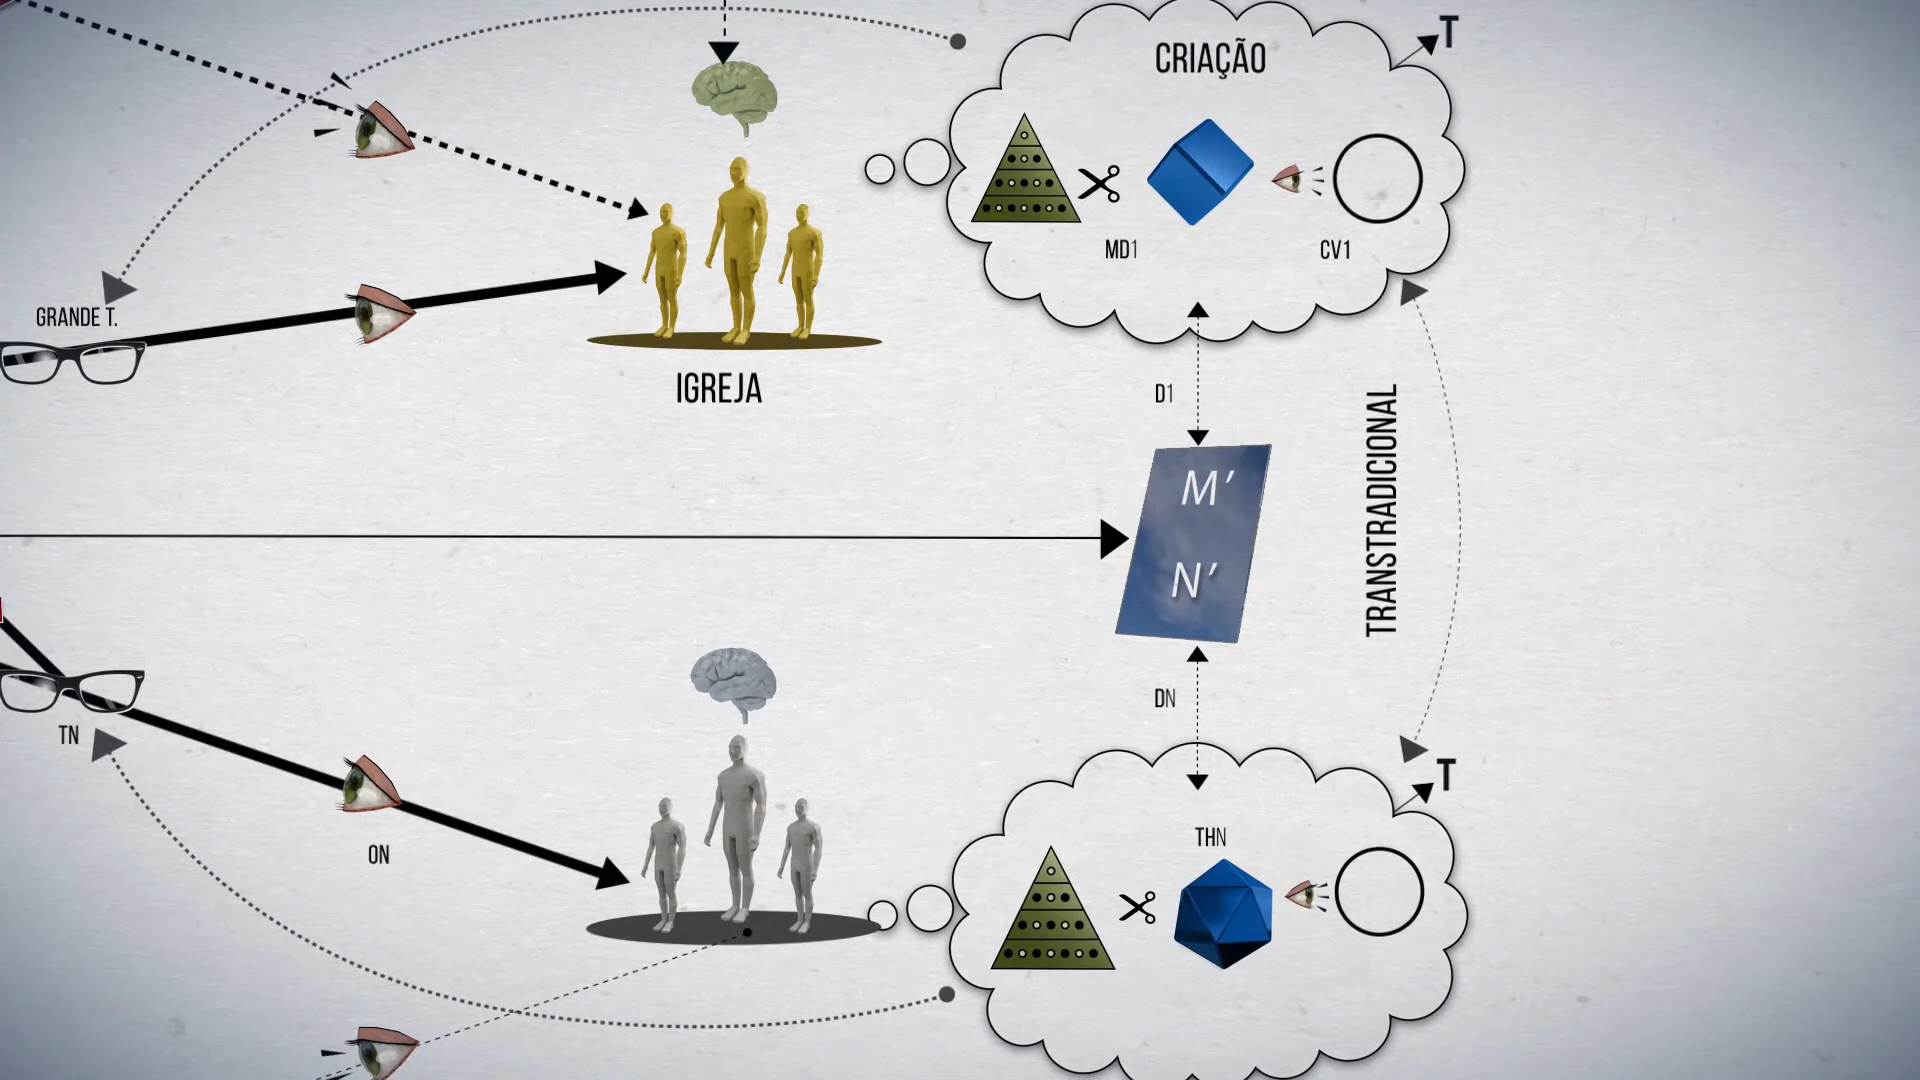 CRIAÇÃO
T
MD1
CV1
GRANDE T.
IGREJA
D1
TRANSTRADICIONAL
M′
N′
DN
TN
T
THN
ON